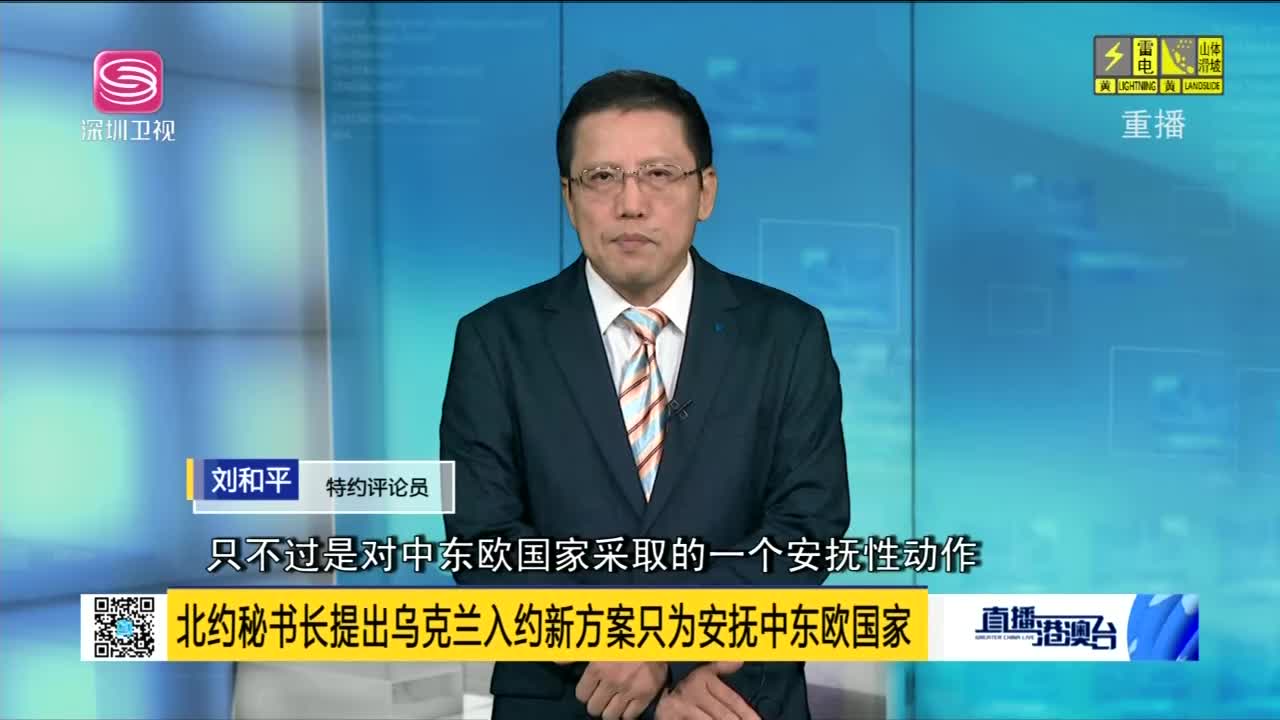 深圳卫视
雷电
黄 LIGHTNING
山体滑坡
黄 LANDSLIDE
重播
刘和平
特约评论员
只不过是对中东欧国家采取的一个安抚性动作
北约秘书长提出乌克兰入约新方案只为安抚中东欧国家
直播港澳台
GREATER CHINA LIVE